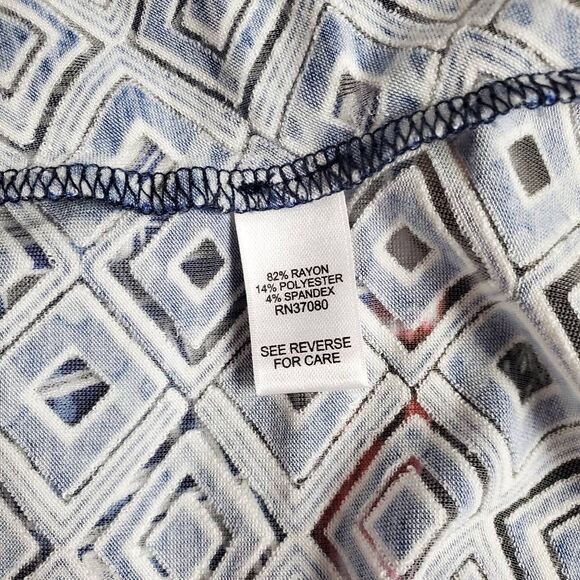 82% RAYON
14% POLYESTER
4% SPANDEX
RN37080
SEE REVERSE
FOR CARE